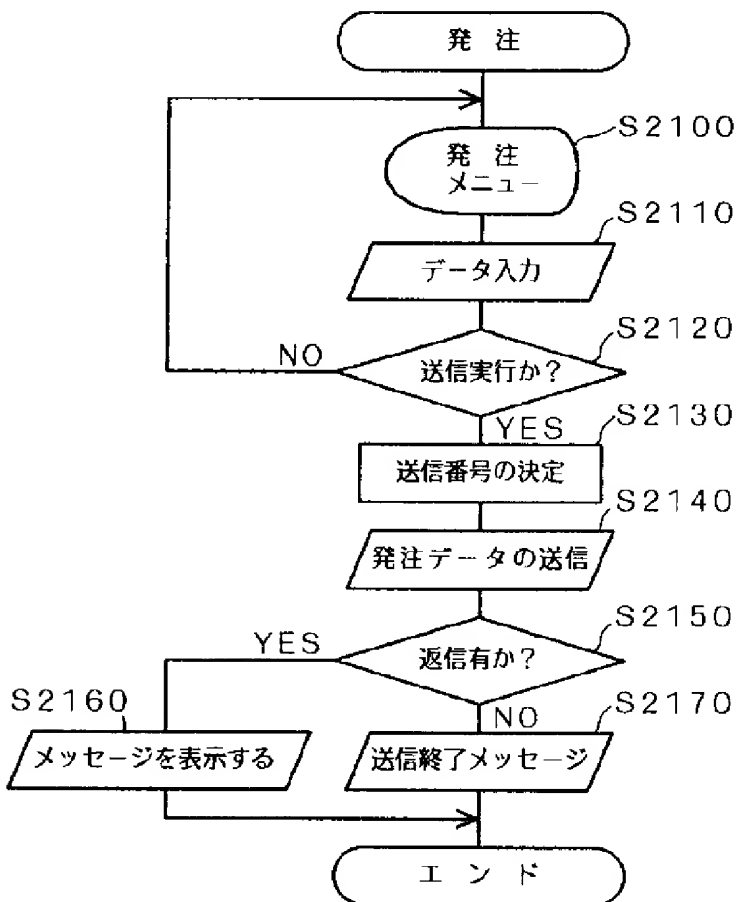 発 注
S2100
発 注
メニュー
S2110
データ入力
S2120
NO
送信実行か？
YES
S2130
送信番号の決定
S2140
発注データの送信
S2150
YES
返信有か？
S2160
NO
S2170
メッセージを表示する
送信終了メッセージ
エ ン ド